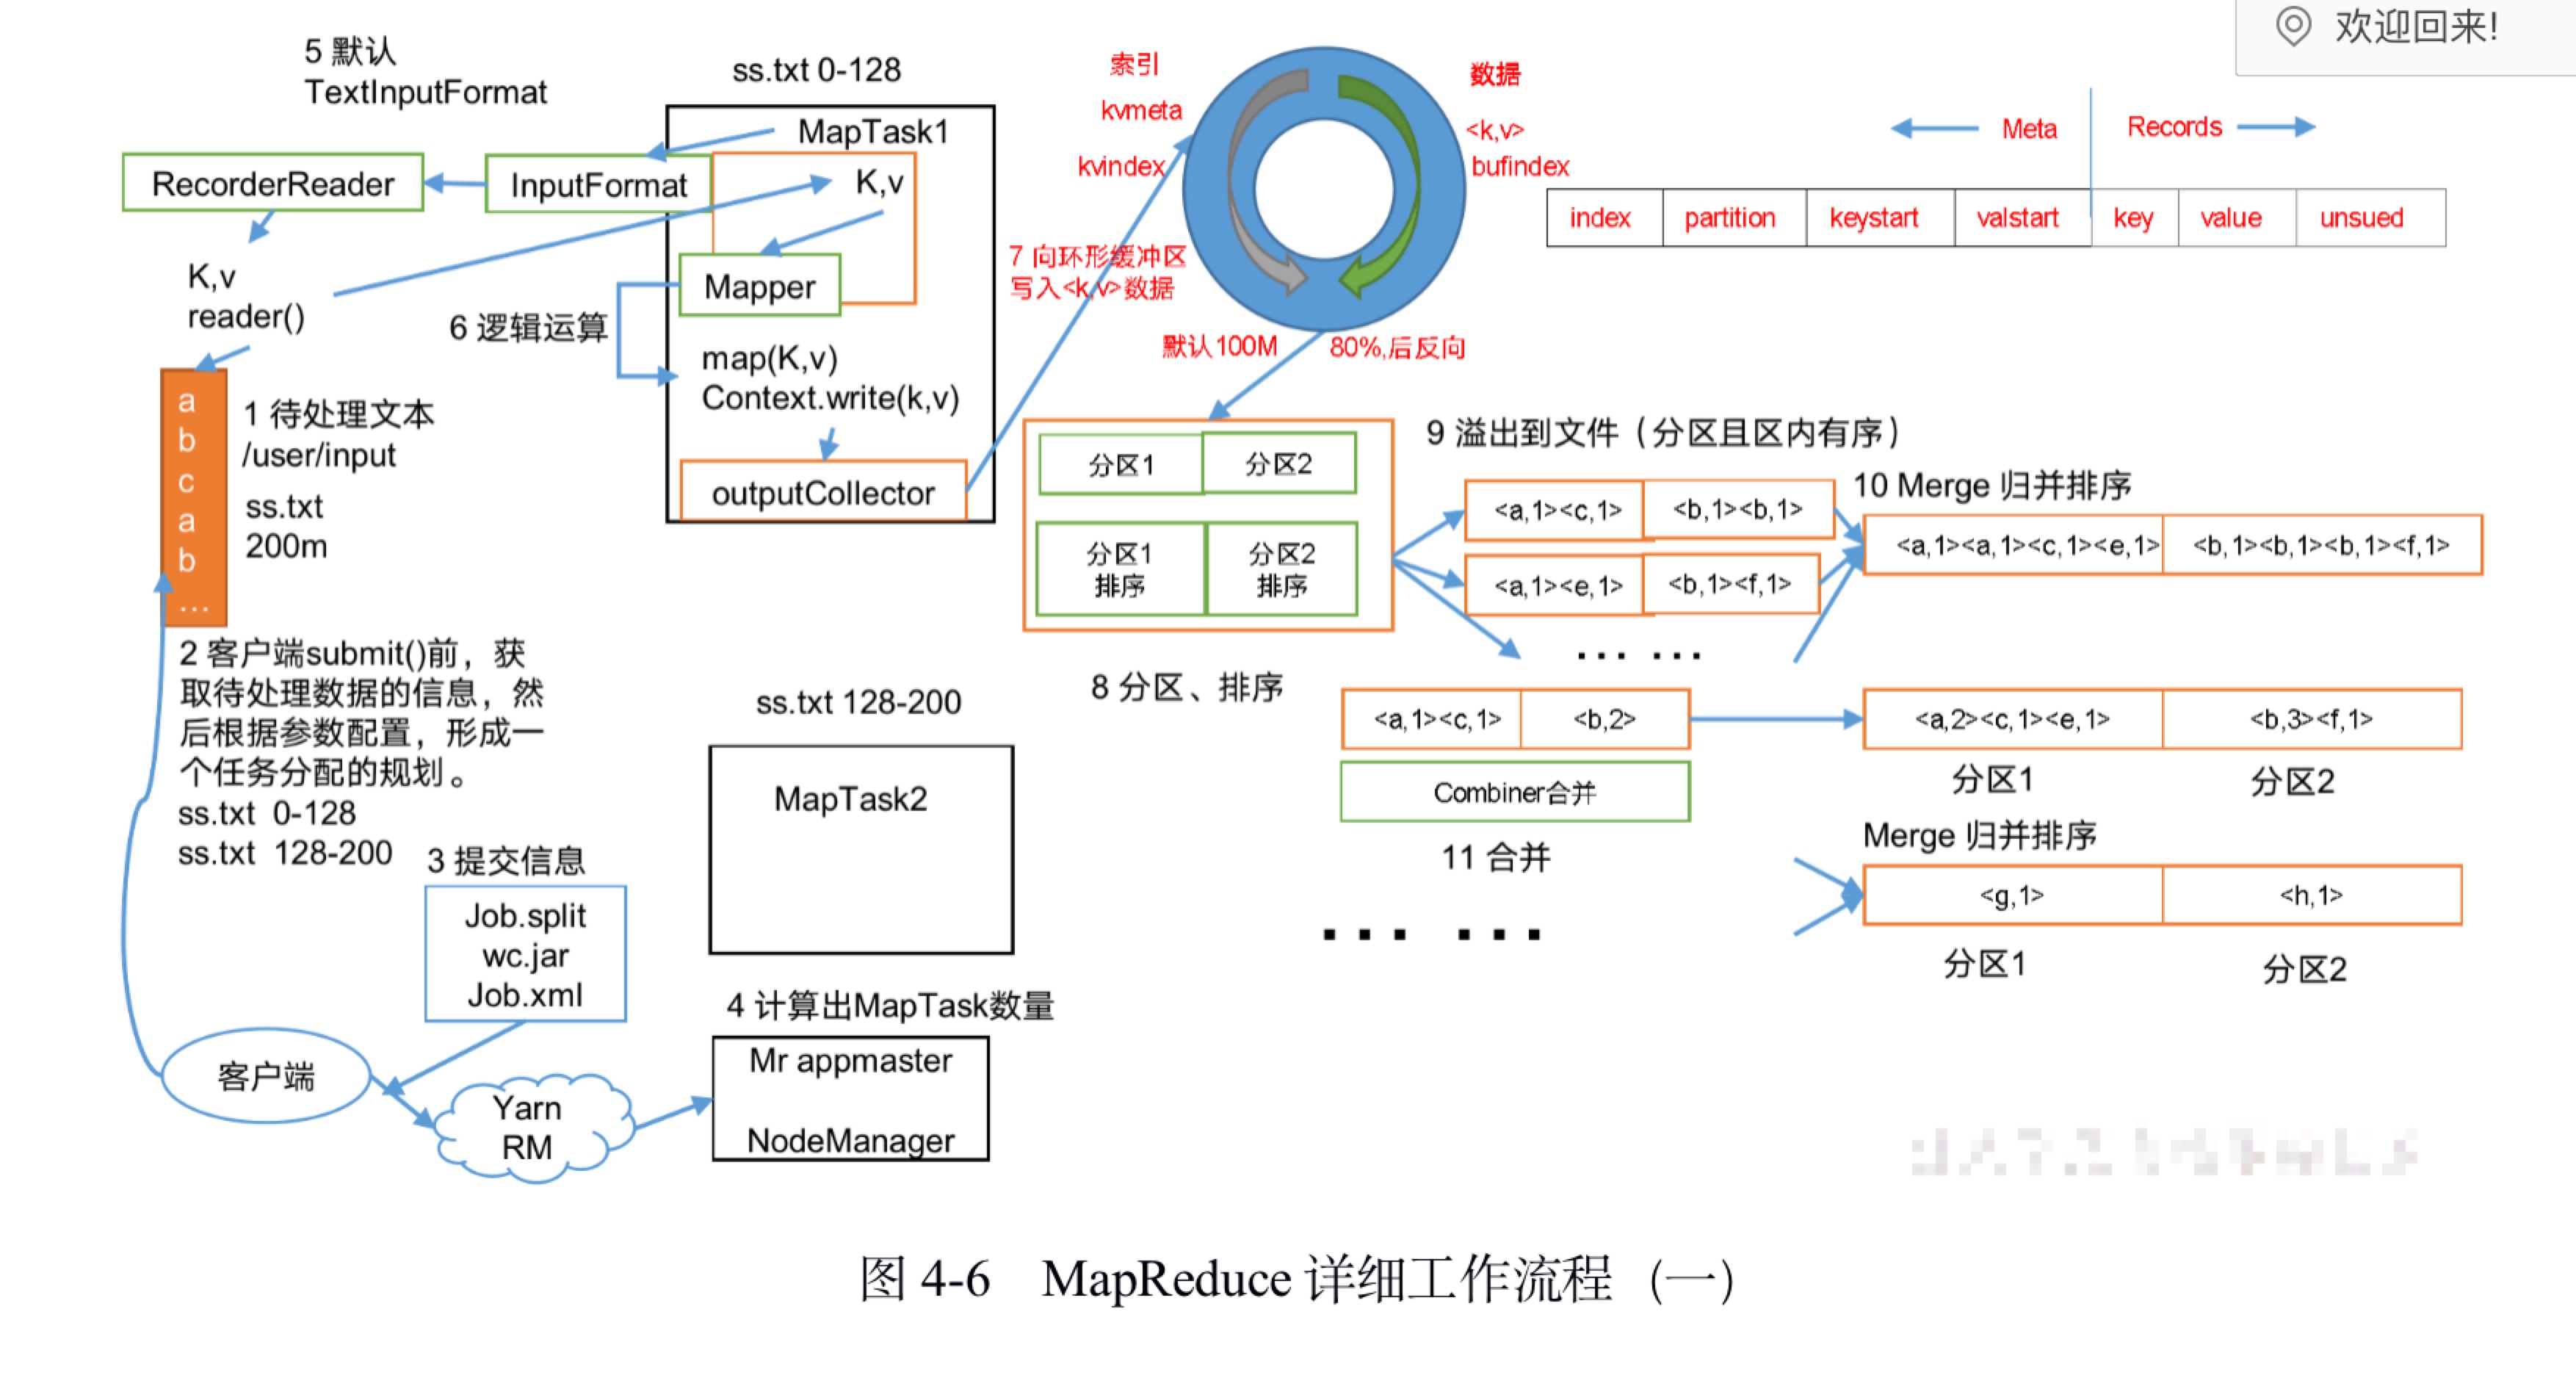 欢迎回来!
5 默认
TextInputFormat
ss.txt 0-128
MapTask1
RecorderReader
InputFormat
K,v
Mapper
K,v
reader()
6 逻辑运算
map(K,v)
Context.write(k,v)
outputCollector
a
b
c
a
b
...
1 待处理文本
/user/input
ss.txt
200m
2 客户端submit()前，获
取待处理数据的信息，然
后根据参数配置，形成一
个任务分配的规划。
ss.txt 0-128
ss.txt 128-200
3 提交信息
Job.split
wc.jar
Job.xml
客户端
Yarn
RM
ss.txt 128-200
MapTask2
4 计算出MapTask数量
Mr appmaster
NodeManager
索引
kvmeta
kvindex
数据
<k,v>
bufindex
7 向环形缓冲区
写入<k,v>数据
默认100M
80%,后反向
Meta
Records
index partition keystart valstart key value unsued
分区1 分区2
分区1
排序
分区2
排序
8 分区、排序
9 溢出到文件（分区且区内有序）
<a,1><c,1> <b,1><b,1>
<a,1><e,1> <b,1><f,1>
... ...
10 Merge 归并排序
<a,1><a,1><c,1><e,1> <b,1><b,1><b,1><f,1>
<a,1><c,1> <b,2>
Combiner合并
11 合并
<a,2><c,1><e,1> <b,3><f,1>
分区1 分区2
Merge 归并排序
<g,1> <h,1>
分区1 分区2
... ...
图 4-6 MapReduce 详细工作流程（一）